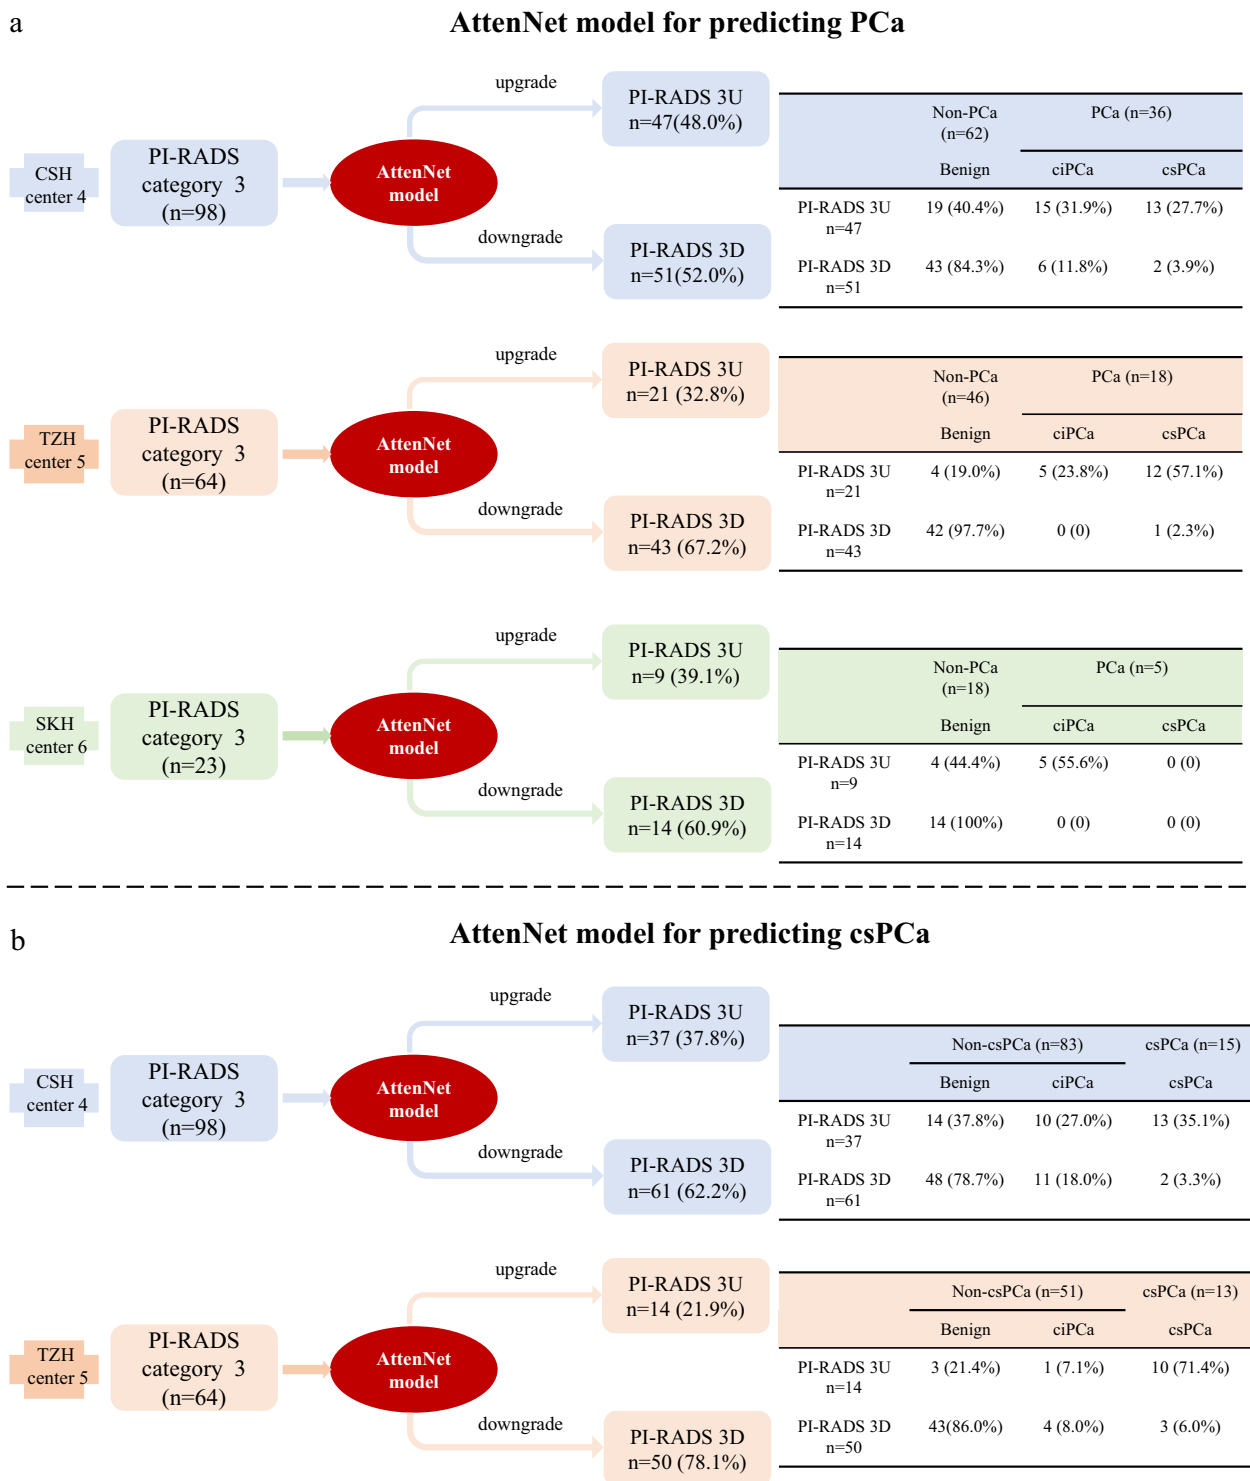 a
AttenNet model for predicting PCa
CSH
center 4
PI-RADS
category 3
(n=98)
AttenNet
model
upgrade
downgrade
PI-RADS 3U
n=47(48.0%)
PI-RADS 3D
n=51(52.0%)
Non-PCa
(n=62)
PCa (n=36)
Benign ciPCa csPCa
PI-RADS 3U
n=47
19 (40.4%) 15 (31.9%) 13 (27.7%)
PI-RADS 3D
n=51
43 (84.3%) 6 (11.8%) 2 (3.9%)
TZH
center 5
PI-RADS
category 3
(n=64)
AttenNet
model
upgrade
downgrade
PI-RADS 3U
n=21 (32.8%)
PI-RADS 3D
n=43 (67.2%)
Non-PCa
(n=46)
PCa (n=18)
Benign ciPCa csPCa
PI-RADS 3U
n=21
4 (19.0%) 5 (23.8%) 12 (57.1%)
PI-RADS 3D
n=43
42 (97.7%) 0 (0) 1 (2.3%)
SKH
center 6
PI-RADS
category 3
(n=23)
AttenNet
model
upgrade
downgrade
PI-RADS 3U
n=9 (39.1%)
PI-RADS 3D
n=14 (60.9%)
Non-PCa
(n=18)
PCa (n=5)
Benign ciPCa csPCa
PI-RADS 3U
n=9
4 (44.4%) 5 (55.6%) 0 (0)
PI-RADS 3D
n=14
14 (100%) 0 (0) 0 (0)
b
AttenNet model for predicting csPCa
CSH
center 4
PI-RADS
category 3
(n=98)
AttenNet
model
upgrade
downgrade
PI-RADS 3U
n=37 (37.8%)
PI-RADS 3D
n=61 (62.2%)
Non-csPCa (n=83) csPCa (n=15)
Benign ciPCa csPCa
PI-RADS 3U
n=37
14 (37.8%) 10 (27.0%) 13 (35.1%)
PI-RADS 3D
n=61
48 (78.7%) 11 (18.0%) 2 (3.3%)
TZH
center 5
PI-RADS
category 3
(n=64)
AttenNet
model
upgrade
downgrade
PI-RADS 3U
n=14 (21.9%)
PI-RADS 3D
n=50 (78.1%)
Non-csPCa (n=51) csPCa (n=13)
Benign ciPCa csPCa
PI-RADS 3U
n=14
3 (21.4%) 1 (7.1%) 10 (71.4%)
PI-RADS 3D
n=50
43(86.0%) 4 (8.0%) 3 (6.0%)